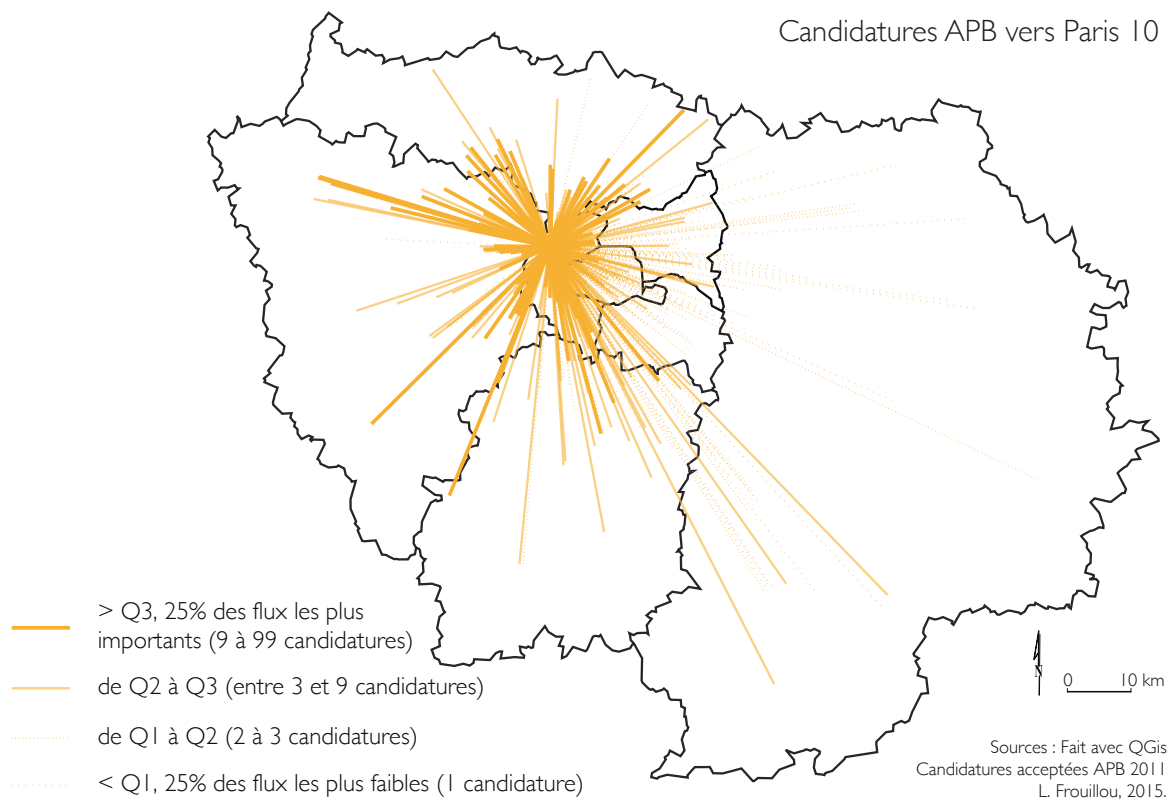 Candidatures APB vers Paris 10
> Q3, 25% des flux les plus
importants (9 à 99 candidatures)
de Q2 à Q3 (entre 3 et 9 candidatures)
de Q1 à Q2 (2 à 3 candidatures)
< Q1, 25% des flux les plus faibles (1 candidature)
N
0 10 km
Sources : Fait avec QGis
Candidatures acceptées APB 2011
L. Frouillou, 2015.